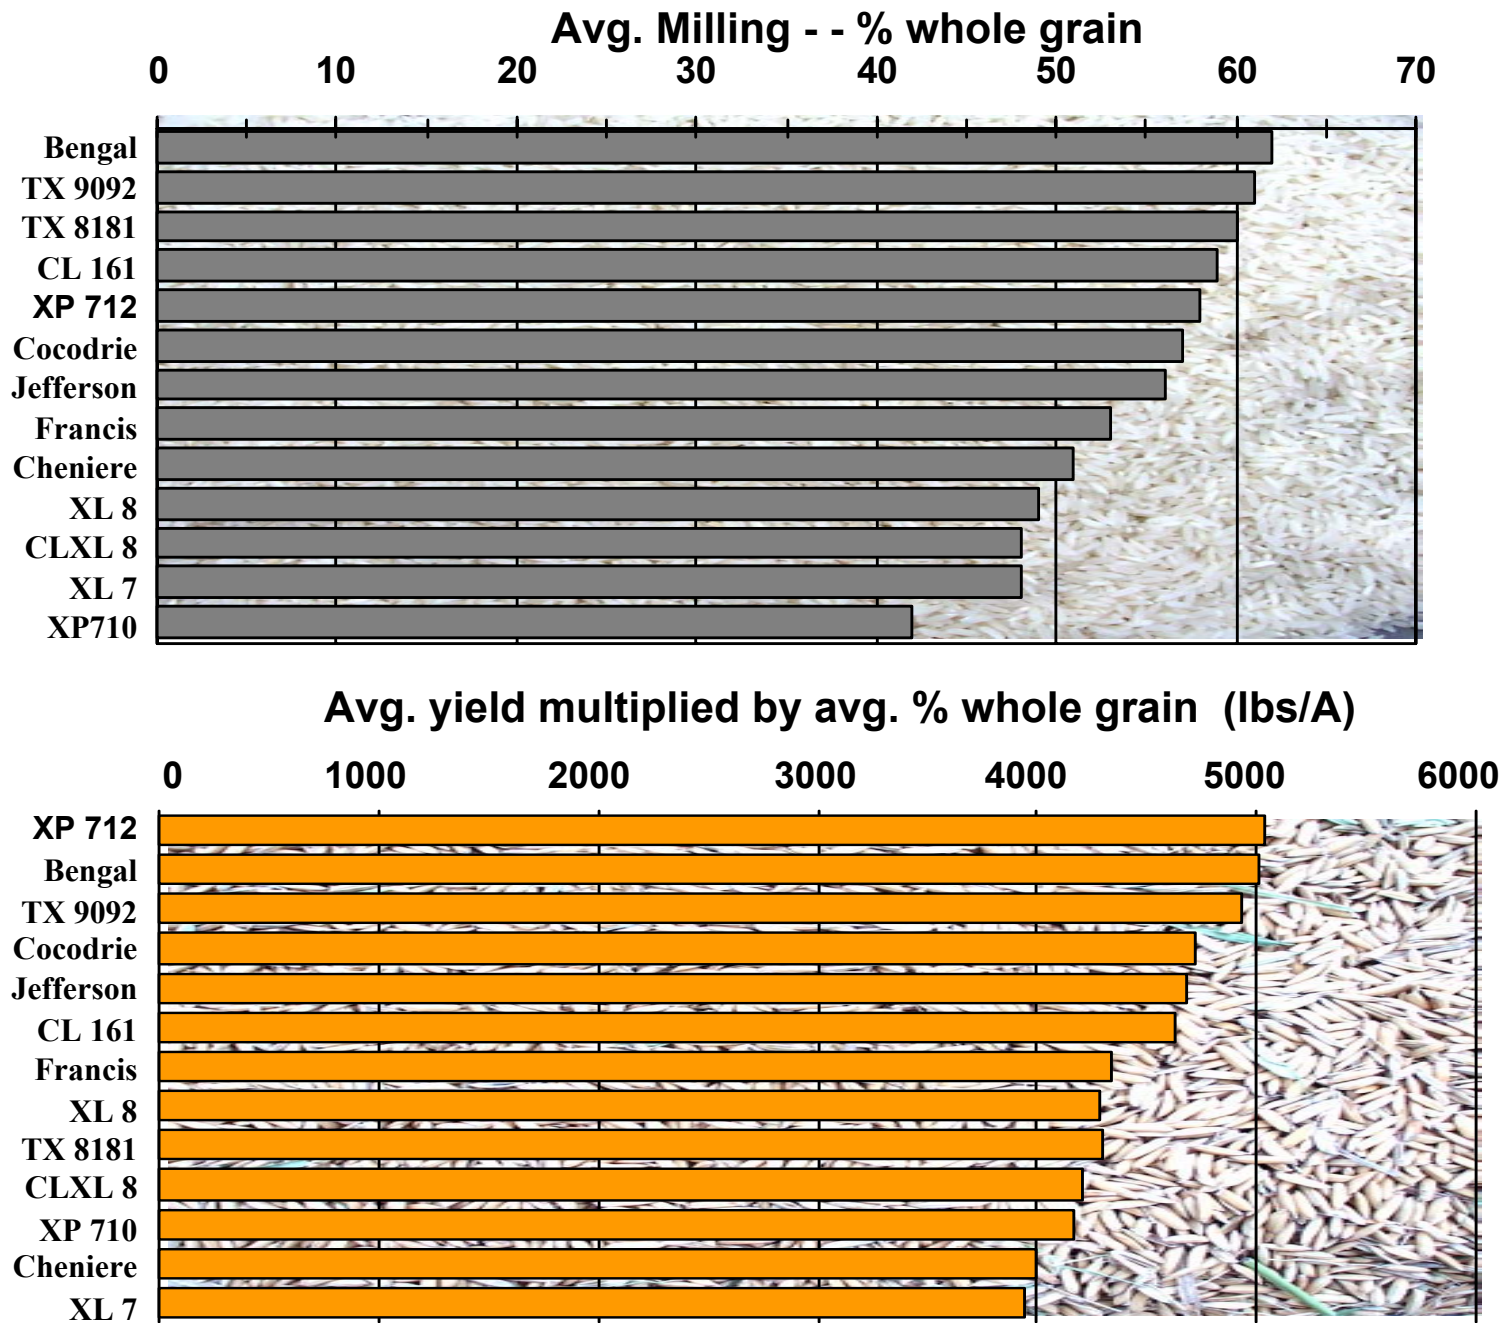 Avg. Milling - - % whole grain
0 10 20 30 40 50 60 70
Bengal
TX 9092
TX 8181
CL 161
XP 712
Cocodrie
Jefferson
Francis
Cheniere
XL 8
CLXL 8
XL 7
XP710
Avg. yield multiplied by avg. % whole grain (lbs/A)
0 1000 2000 3000 4000 5000 6000
XP 712
Bengal
TX 9092
Cocodrie
Jefferson
CL 161
Francis
XL 8
TX 8181
CLXL 8
XP 710
Cheniere
XL 7